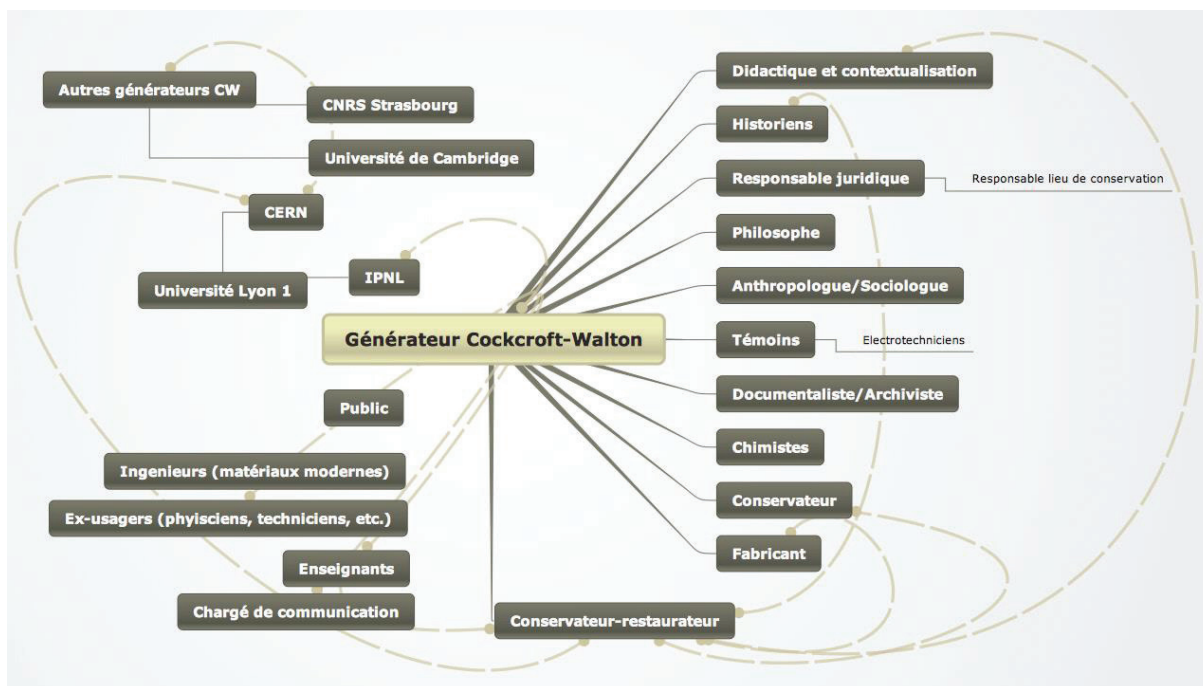 Autres générateurs CW
CNRS Strasbourg
Université de Cambridge
CERN
Université Lyon 1
IPNL
Générateur Cockcroft-Walton
Public
Ingenieurs (matériaux modernes)
Ex-usagers (phyisciens, techniciens, etc.)
Enseignants
Chargé de communication
Didactique et contextualisation
Historiens
Responsable juridique
Responsable lieu de conservation
Philosophe
Anthropologue/Sociologue
Témoins
Electrotechniciens
Documentaliste/Archiviste
Chimistes
Conservateur
Fabricant
Conservateur-restaurateur